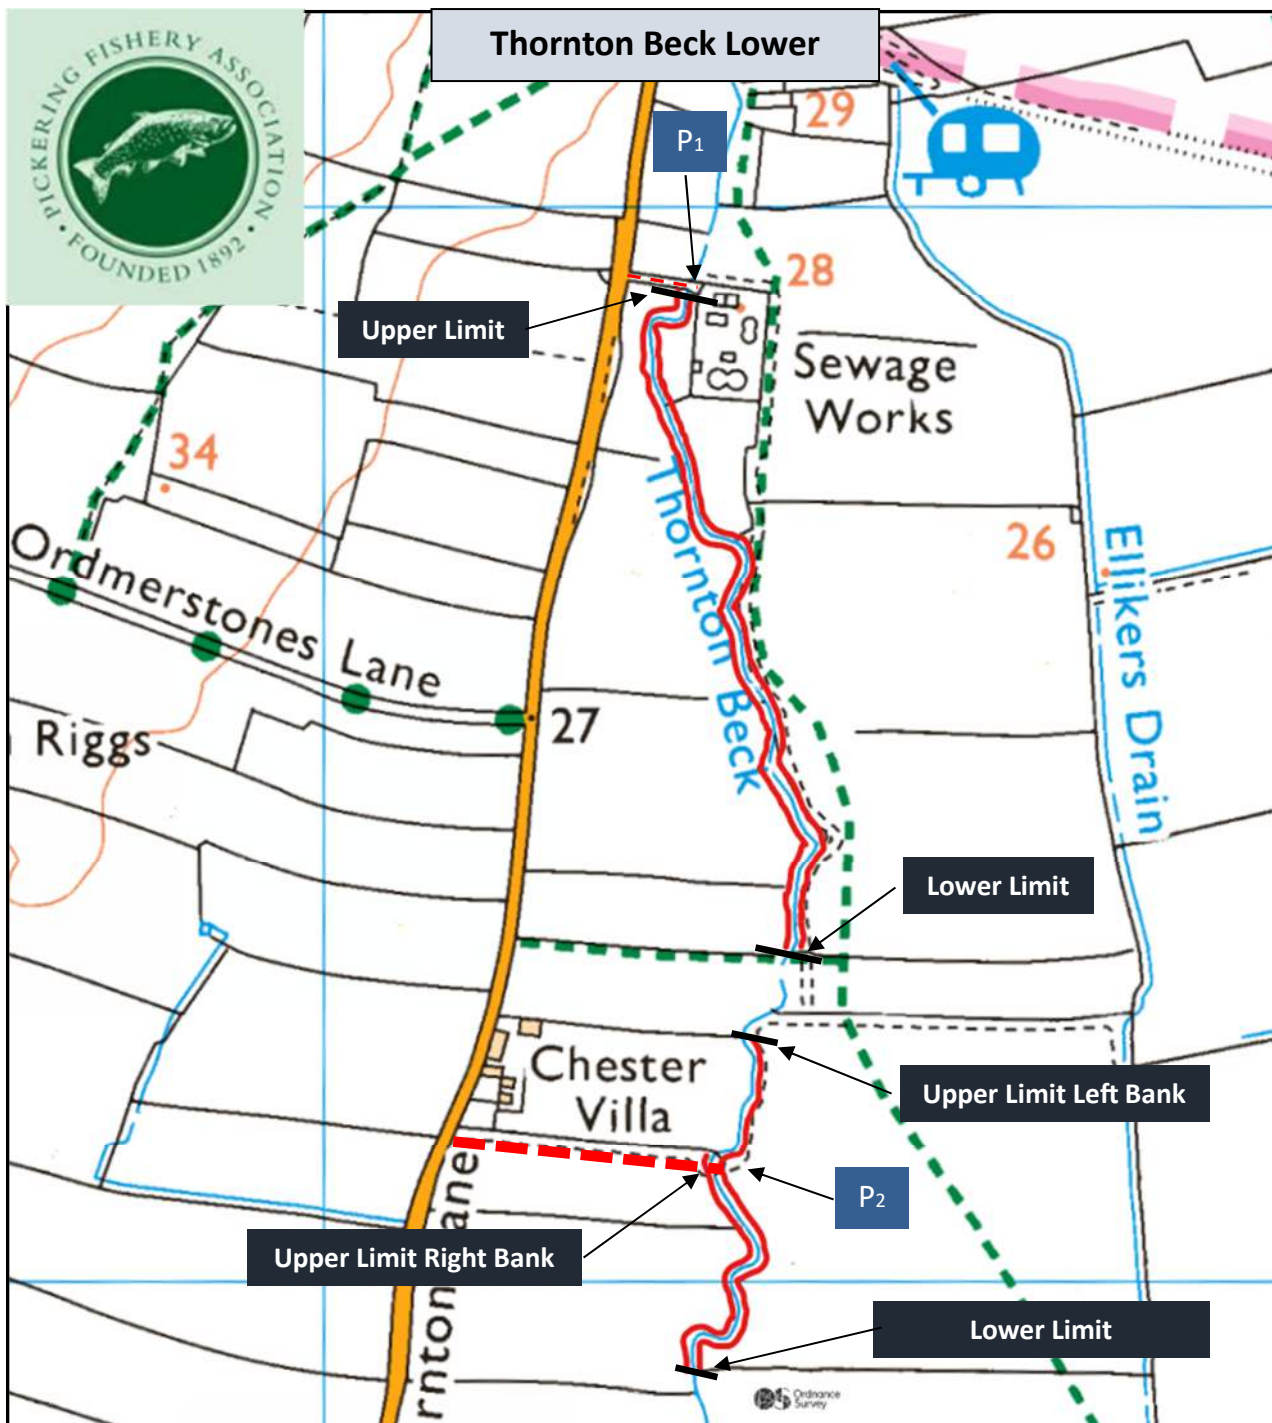 Thornton Beck Lower
PICKERING FISHERY ASSOCIATION
• FOUNDED 1892 •
P1
29
28
Upper Limit
Sewage
Works
34
26
Thornton Beck
Ellikers Drain
Ordmerstones Lane
27
Riggs
Lower Limit
Chester
Villa
Upper Limit Left Bank
P2
Upper Limit Right Bank
Lower Limit
Ordnance
Survey